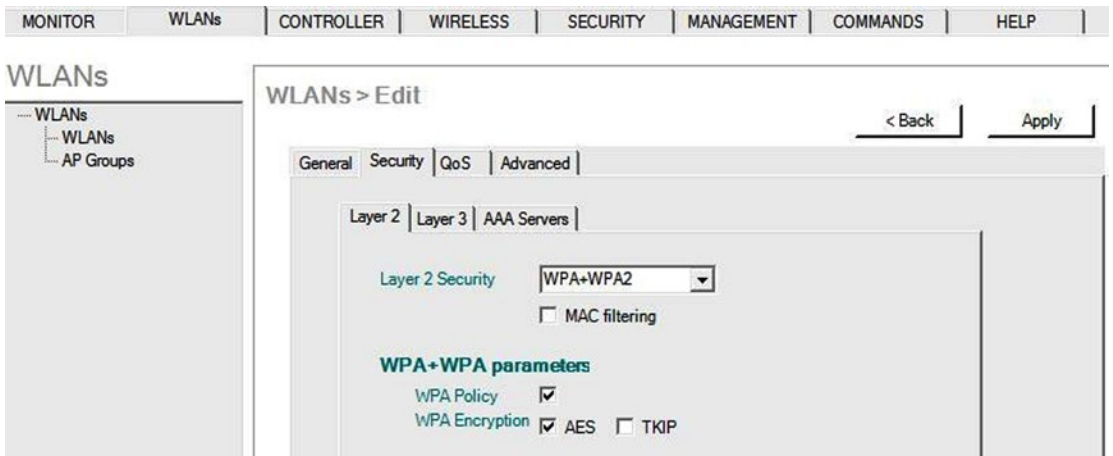 MONITOR WLANs CONTROLLER WIRELESS SECURITY MANAGEMENT COMMANDS HELP
WLANs
WLANs
WLANs
AP Groups
WLANs > Edit
< Back Apply
General Security QoS Advanced
Layer 2 Layer 3 AAA Servers
Layer 2 Security WPA+WPA2
MAC filtering
WPA+WPA parameters
WPA Policy
WPA Encryption AES TKIP